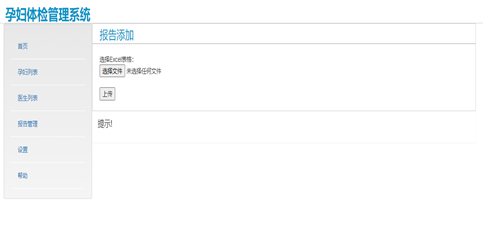 孕妇体检管理系统
首页
孕妇列表
医生列表
报告管理
设置
帮助
报告添加
选择Excel表格：
选择文件 未选择任何文件
上传
提示!